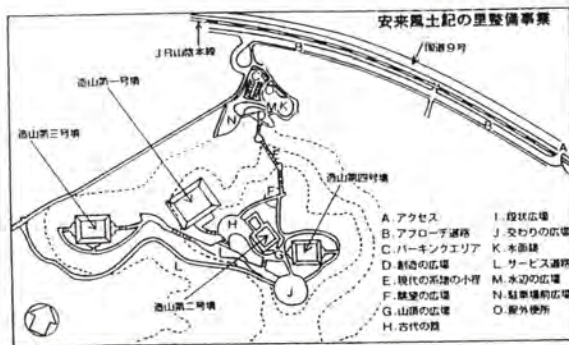 安来風土記の里整備事業
JR山陰本線
国道9号
造山第一号墳
造山第三号墳
造山第四号墳
造山第二号墳
A
B
B
N
M
K
E
F
H
I
L
L
J
A. アクセス
B. アプローチ道路
C. パーキングエリア
D. 創造の広場
E. 現代の系譜の小径
F. 眺望の広場
G. 山頂の広場
H. 古代の館
I. 段状広場
J. 交わりの広場
K. 水面鏡
L. サービス道路
M. 水辺の広場
N. 駐車場前広場
O. 屋外便所